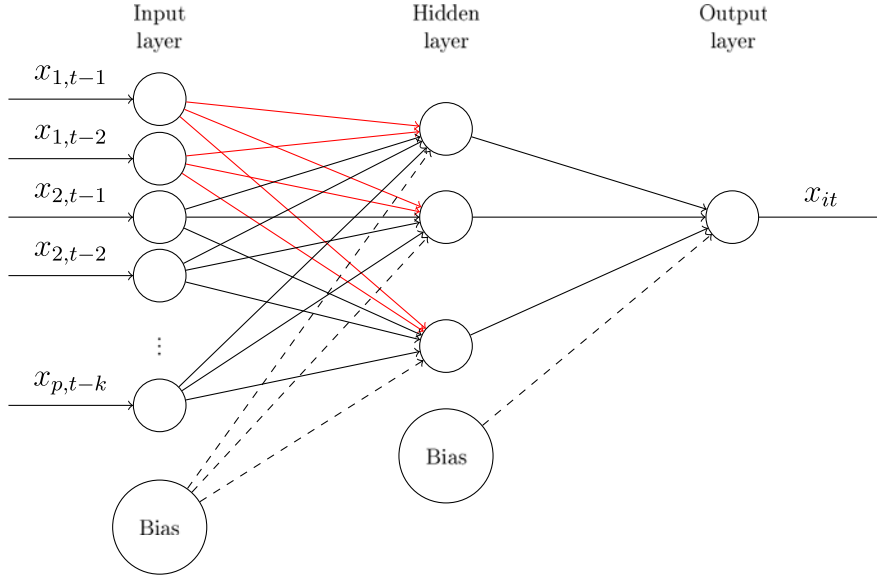 Input
layer
Hidden
layer
Output
layer
x_{1,t-1}
x_{1,t-2}
x_{2,t-1}
x_{2,t-2}
⋮
x_{p,t-k}
x_{it}
Bias
Bias